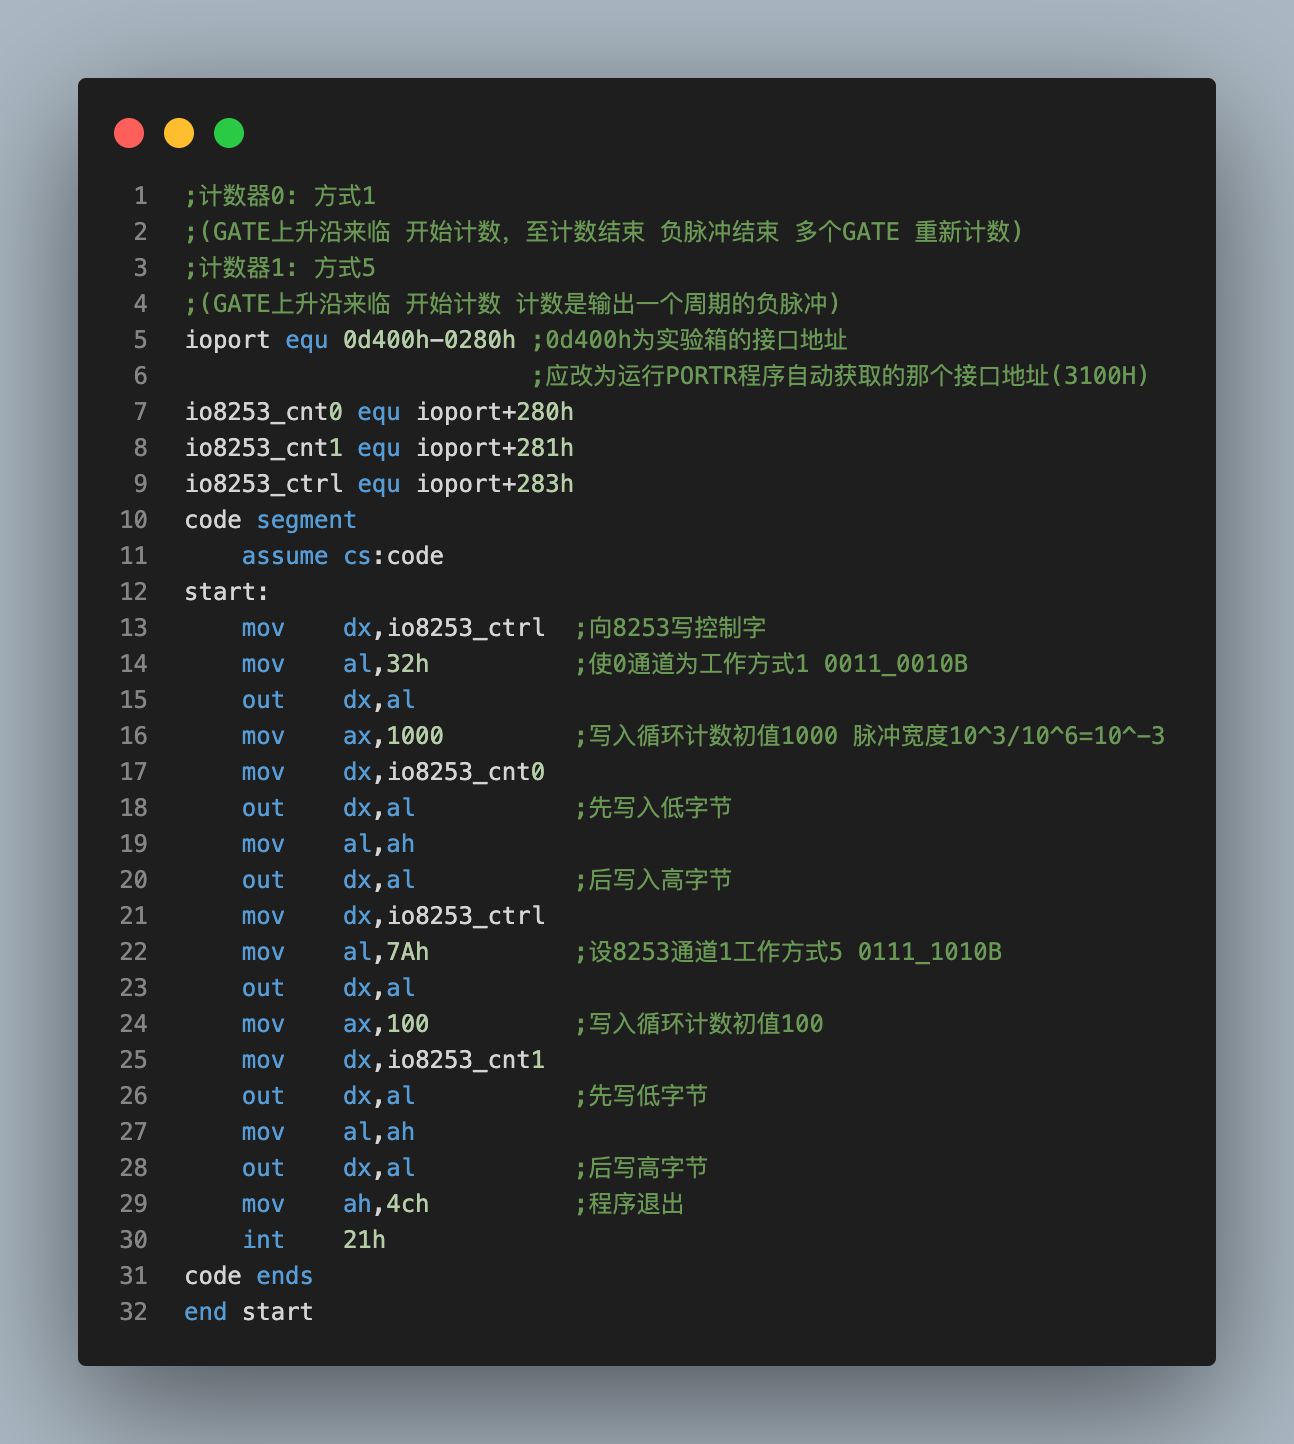 1 ;计数器0: 方式1
2 ;(GATE上升沿来临 开始计数，至计数结束 负脉冲结束 多个GATE 重新计数)
3 ;计数器1: 方式5
4 ;(GATE上升沿来临 开始计数 计数是输出一个周期的负脉冲)
5 ioport equ 0d400h-0280h ;0d400h为实验箱的接口地址
6 ;应改为运行PORTR程序自动获取的那个接口地址(3100H)
7 io8253_cnt0 equ ioport+280h
8 io8253_cnt1 equ ioport+281h
9 io8253_ctrl equ ioport+283h
10 code segment
11 assume cs:code
12 start:
13 mov dx,io8253_ctrl ;向8253写控制字
14 mov al,32h ;使0通道为工作方式1 0011_0010B
15 out dx,al
16 mov ax,1000 ;写入循环计数初值1000 脉冲宽度10^3/10^6=10^-3
17 mov dx,io8253_cnt0
18 out dx,al ;先写入低字节
19 mov al,ah
20 out dx,al ;后写入高字节
21 mov dx,io8253_ctrl
22 mov al,7Ah ;设8253通道1工作方式5 0111_1010B
23 out dx,al
24 mov ax,100 ;写入循环计数初值100
25 mov dx,io8253_cnt1
26 out dx,al ;先写低字节
27 mov al,ah
28 out dx,al ;后写高字节
29 mov ah,4ch ;程序退出
30 int 21h
31 code ends
32 end start